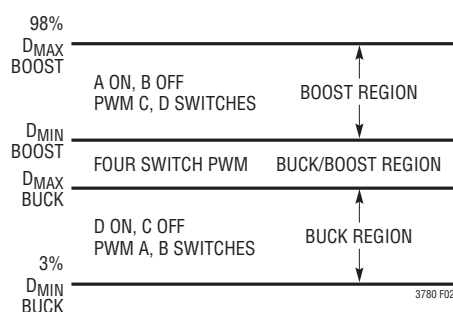 98%
DMAX
BOOST
A ON, B OFF
PWM C, D SWITCHES
BOOST REGION
DMIN
BOOST
FOUR SWITCH PWM
BUCK/BOOST REGION
DMAX
BUCK
D ON, C OFF
PWM A, B SWITCHES
BUCK REGION
3%
DMIN
BUCK
3780 F02